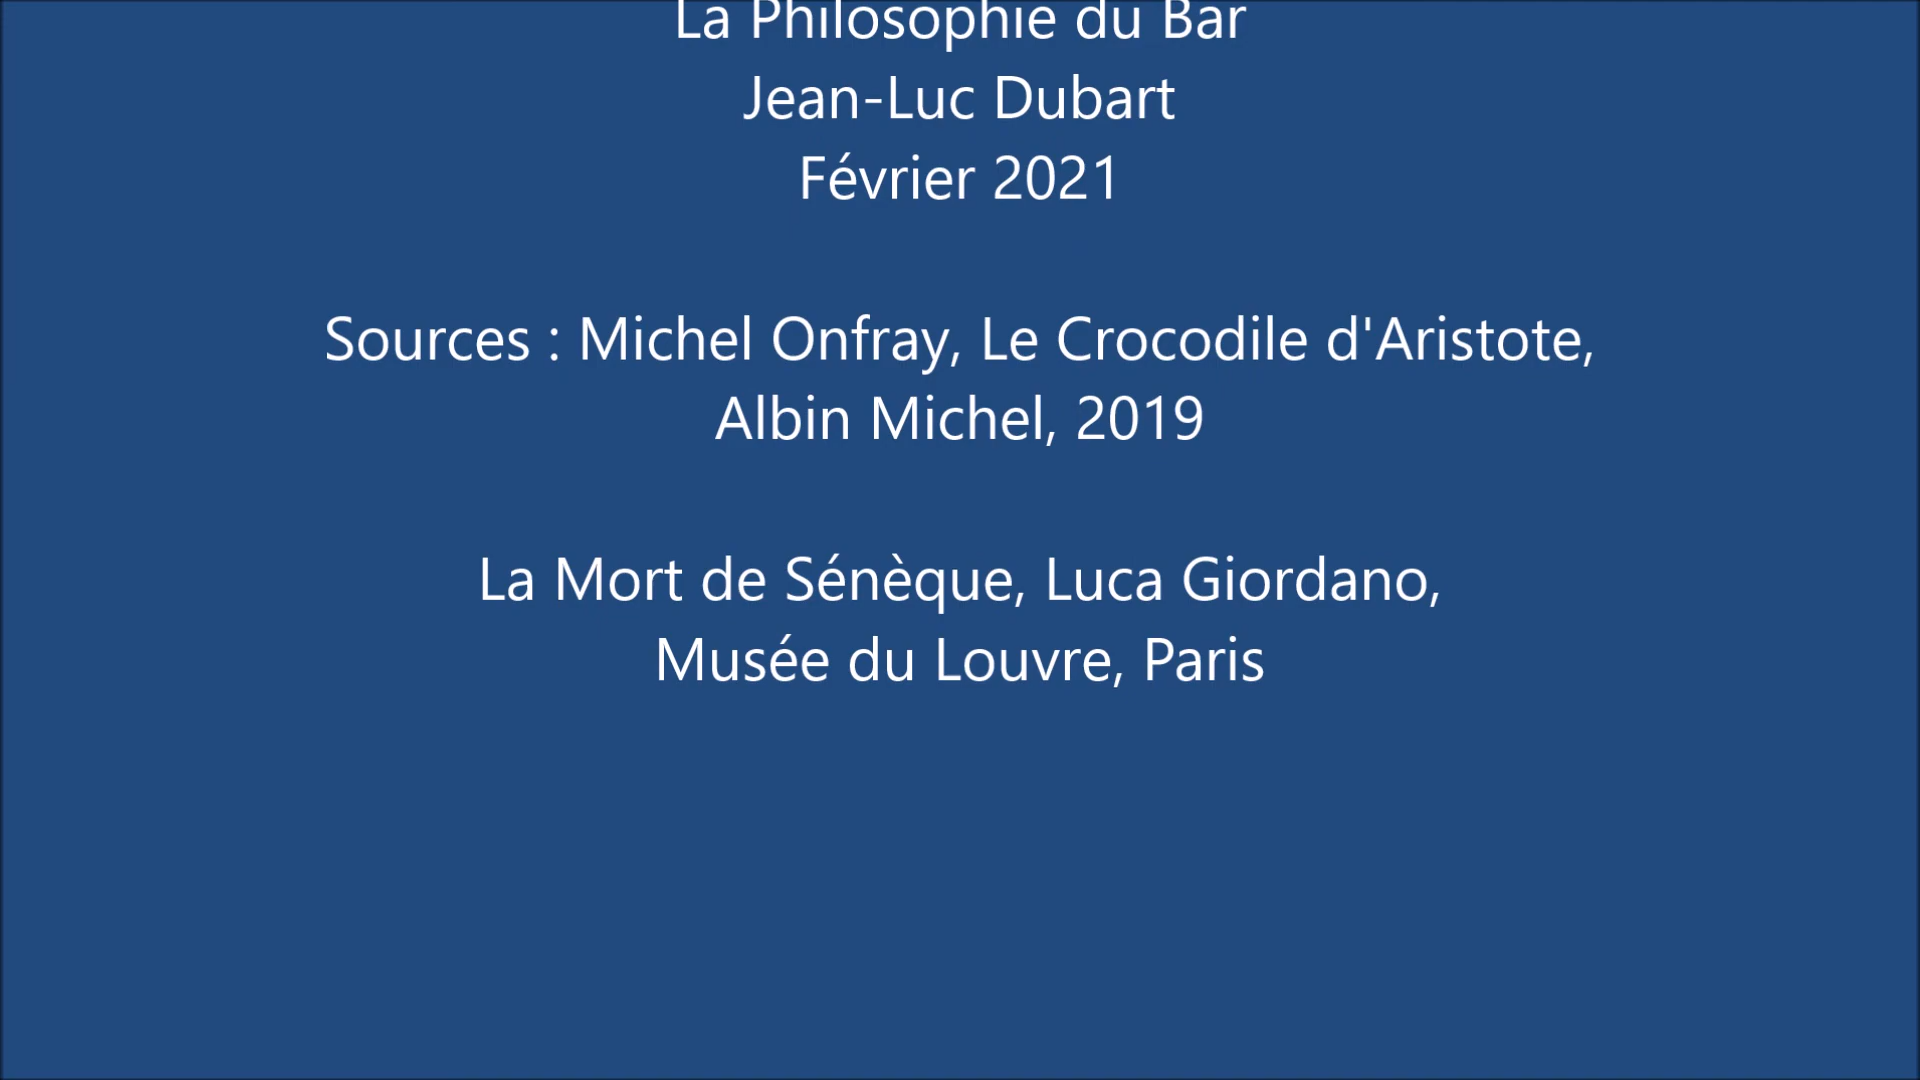 La Philosophie du Bar
Jean-Luc Dubart
Février 2021
Sources : Michel Onfray, Le Crocodile d'Aristote,
Albin Michel, 2019
La Mort de Sénèque, Luca Giordano,
Musée du Louvre, Paris